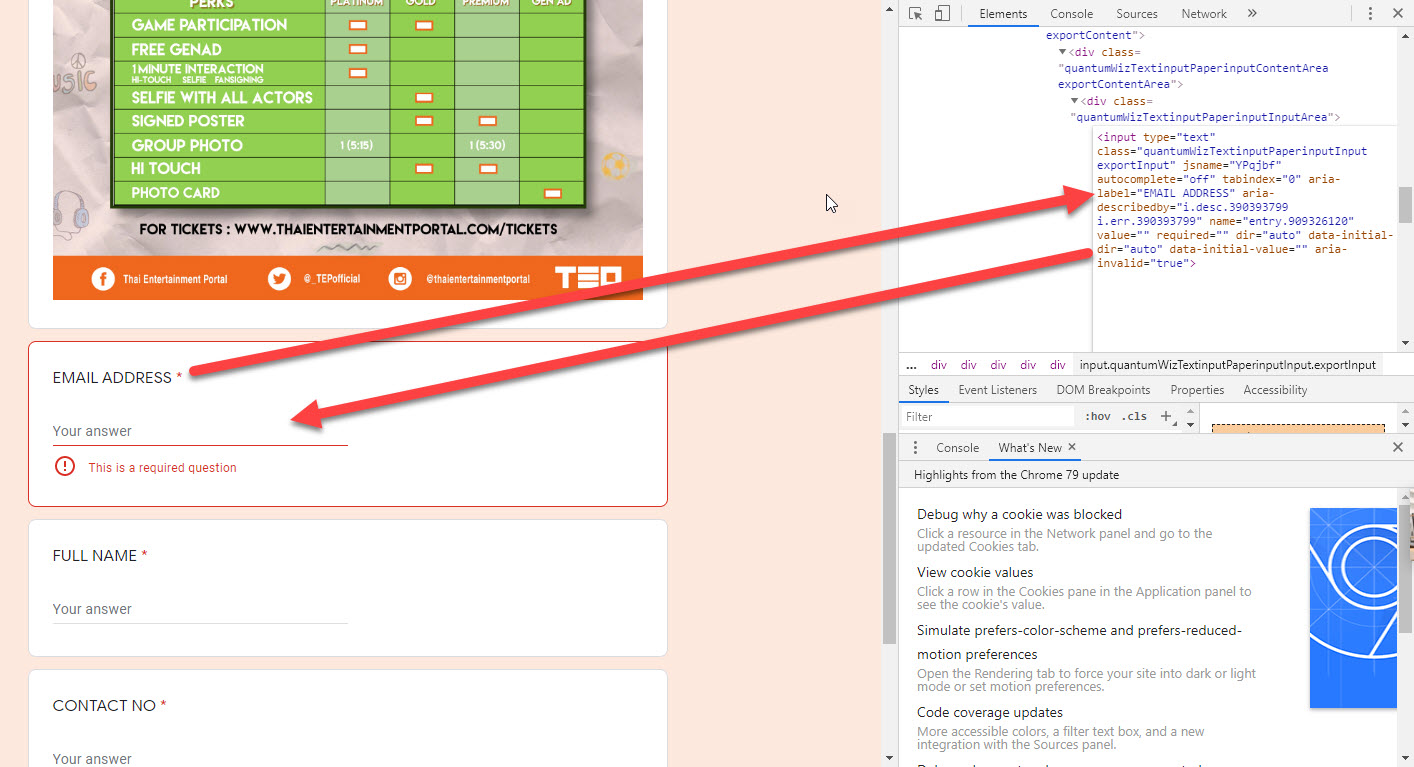 PERKS PLATINUM GOLD PREMIUM GEN AD
GAME PARTICIPATION
FREE GENAD
1 MINUTE INTERACTION
HI-TOUCH SELFIE FANSIGNING
SELFIE WITH ALL ACTORS
SIGNED POSTER
GROUP PHOTO 1 (5:15) 1 (5:30)
HI TOUCH
PHOTO CARD
FOR TICKETS : WWW.THAIENTERTAINMENTPORTAL.COM/TICKETS
Thai Entertainment Portal @_TEPofficial @thaientertainmentportal TEP
EMAIL ADDRESS *
Your answer
This is a required question
FULL NAME *
Your answer
CONTACT NO *
Your answer
Elements Console Sources Network »
exportContent">
▼<div class=
"quantumWizTextinputPaperinputContentArea
exportContentArea">
▼<div class=
"quantumWizTextinputPaperinputInputArea">
<input type="text"
class="quantumWizTextinputPaperinputInput
exportInput" jsname="YPqjbf"
autocomplete="off" tabindex="0" aria-
label="EMAIL ADDRESS" aria-
describedby="i.desc.390393799
i.err.390393799" name="entry.909326120"
value="" required="" dir="auto" data-initial-
dir="auto" data-initial-value="" aria-
invalid="true">
... div div div div div input.quantumWizTextinputPaperinputInput.exportInput
Styles Event Listeners DOM Breakpoints Properties Accessibility
Filter :hov .cls +
Console What's New ×
Highlights from the Chrome 79 update
Debug why a cookie was blocked
Click a resource in the Network panel and go to the
updated Cookies tab.
View cookie values
Click a row in the Cookies pane in the Application panel to
see the cookie's value.
Simulate prefers-color-scheme and prefers-reduced-
motion preferences
Open the Rendering tab to force your site into dark or light
mode or set motion preferences.
Code coverage updates
More accessible colors, a filter text box, and a new
integration with the Sources panel.